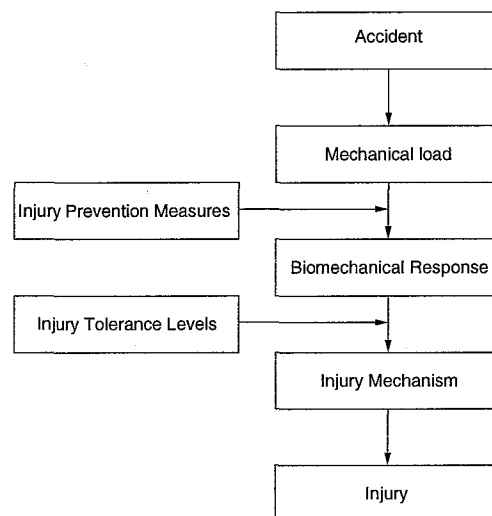 Accident
Mechanical load
Injury Prevention Measures
Biomechanical Response
Injury Tolerance Levels
Injury Mechanism
Injury